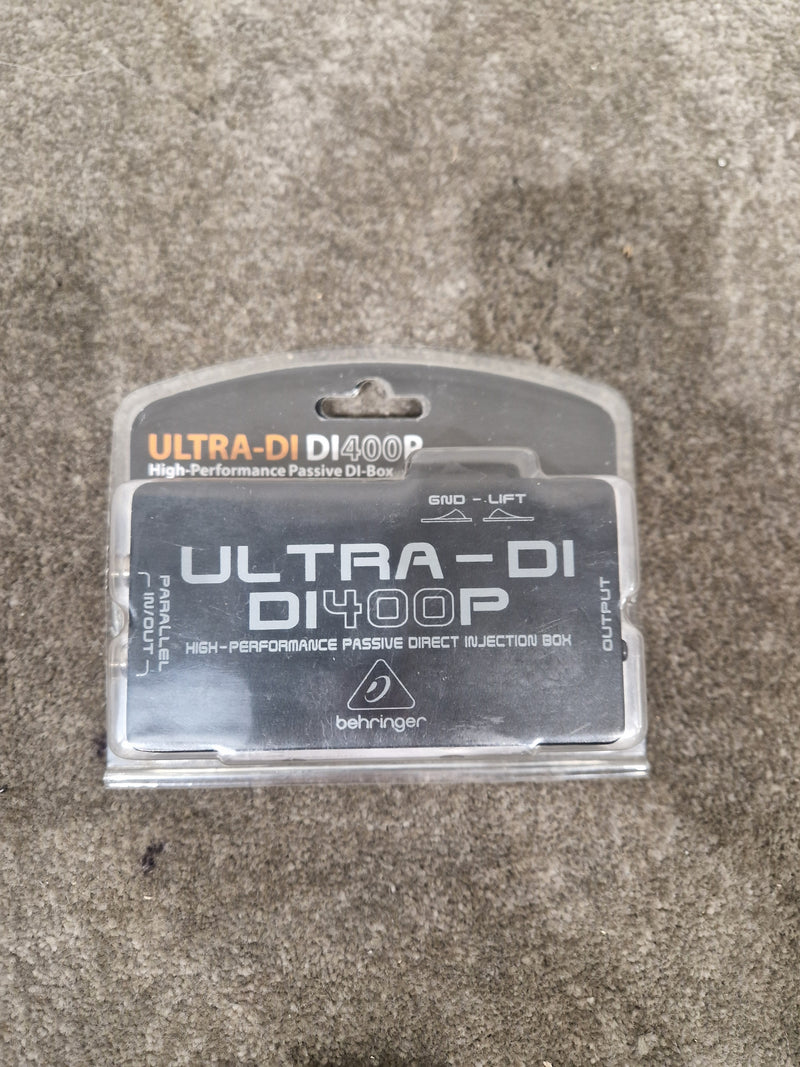 ULTRA-DI DI400P
High-Performance Passive DI-Box
GND - LIFT
ULTRA-DI
DI400P
HIGH-PERFORMANCE PASSIVE DIRECT INJECTION BOX
PARALLEL
IN/OUT
OUTPUT
behringer